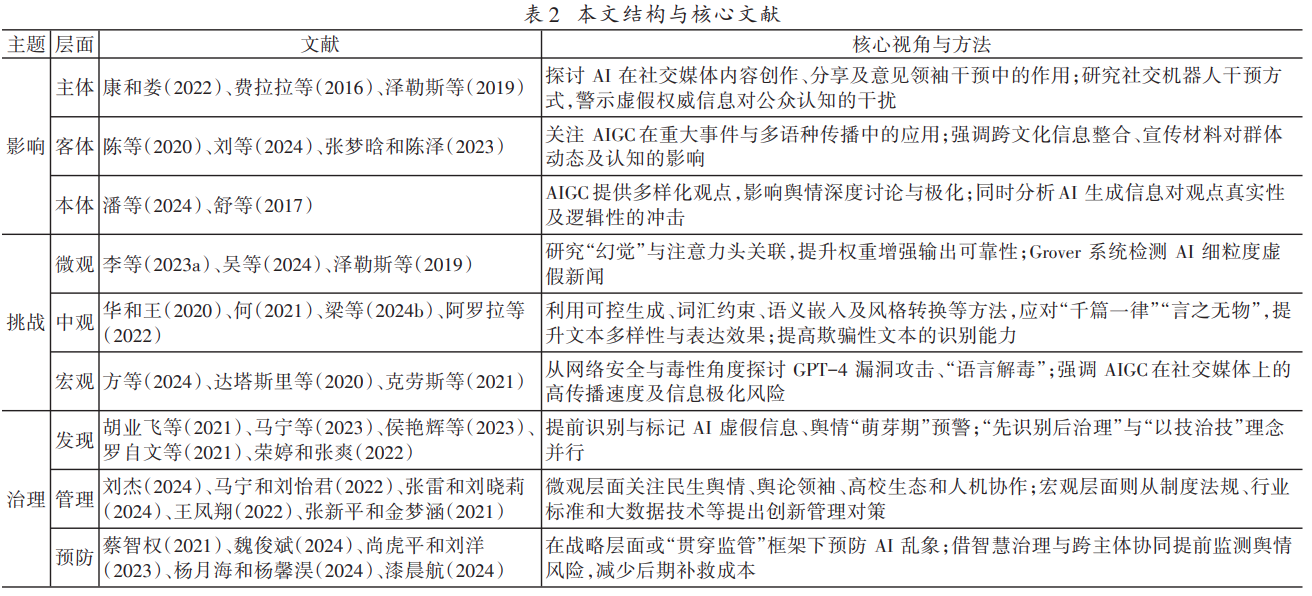 表 2 本文结构与核心文献
主题 层面 文献 核心视角与方法
影响 主体 康和娄(2022)、费拉拉等(2016)、泽勒斯等(2019) 探讨 AI 在社交媒体内容创作、分享及意见领袖干预中的作用;研究社交机器人干预方
式,警示虚假权威信息对公众认知的干扰
客体 陈等(2020)、刘等(2024)、张梦晗和陈泽(2023) 关注 AIGC 在重大事件与多语种传播中的应用;强调跨文化信息整合、宣传材料对群体
动态及认知的影响
本体 潘等(2024)、舒等(2017) AIGC 提供多样化观点,影响舆情深度讨论与极化;同时分析 AI 生成信息对观点真实性
及逻辑性的冲击
挑战 微观 李等(2023a)、吴等(2024)、泽勒斯等(2019) 研究“幻觉”与注意力头关联,提升权重增强输出可靠性;Grover 系统检测 AI 细粒度虚
假新闻
中观 华和王(2020)、何(2021)、梁等(2024b)、阿罗拉等 利用可控生成、词汇约束、语义嵌入及风格转换等方法,应对“千篇一律”“言之无物”,提
(2022) 升文本多样性与表达效果;提高欺骗性文本的识别能力
宏观 方等(2024)、达塔斯里等(2020)、克劳斯等(2021) 从网络安全与毒性角度探讨 GPT-4 漏洞攻击、“语言解毒”;强调 AIGC 在社交媒体上的
高传播速度及信息极化风险
治理 发现 胡业飞等(2021)、马宁等(2023)、侯艳辉等(2023)、 提前识别与标记 AI 虚假信息、舆情“萌芽期”预警;“先识别后治理”与“以技治技”理念
罗自文等(2021)、荣婷和张爽(2022) 并行
管理 刘杰(2024)、马宁和刘怡君(2022)、张雷和刘晓莉 微观层面关注民生舆情、舆论领袖、高校生态和人机协作;宏观层面则从制度法规、行业
(2024)、王凤翔(2022)、张新平和金梦涵(2021) 标准和大数据技术等提出创新管理对策
预防 蔡智权(2021)、魏俊斌(2024)、尚虎平和刘洋 在战略层面或“贯穿监管”框架下预防 AI 乱象;借智慧治理与跨主体协同提前监测舆情
(2023)、杨月海和杨馨淏(2024)、漆晨航(2024) 风险,减少后期补救成本